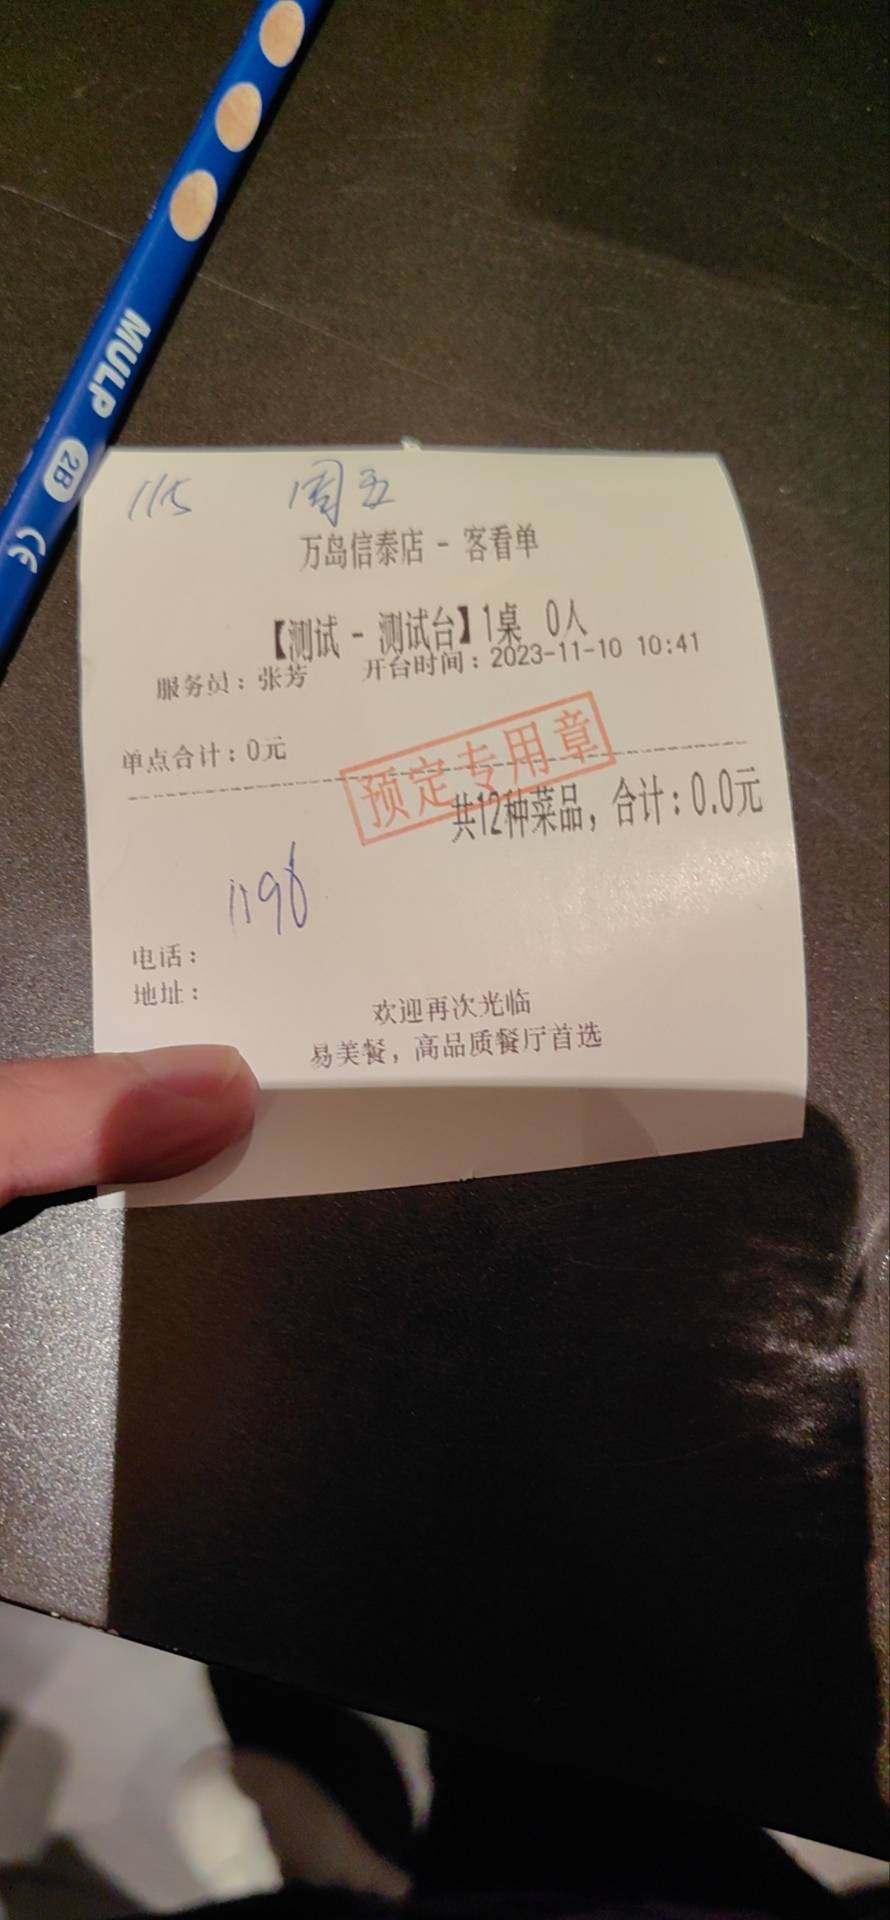 MULP 2B CE
115 周五
万岛信泰店 - 客看单
【测试 - 测试台】1桌 0人
服务员：张芳 开台时间：2023-11-10 10:41
单点合计：0元
预定专用章
共12种菜品，合计：0.0元
1198
电话：
地址：
欢迎再次光临
易美餐，高品质餐厅首选